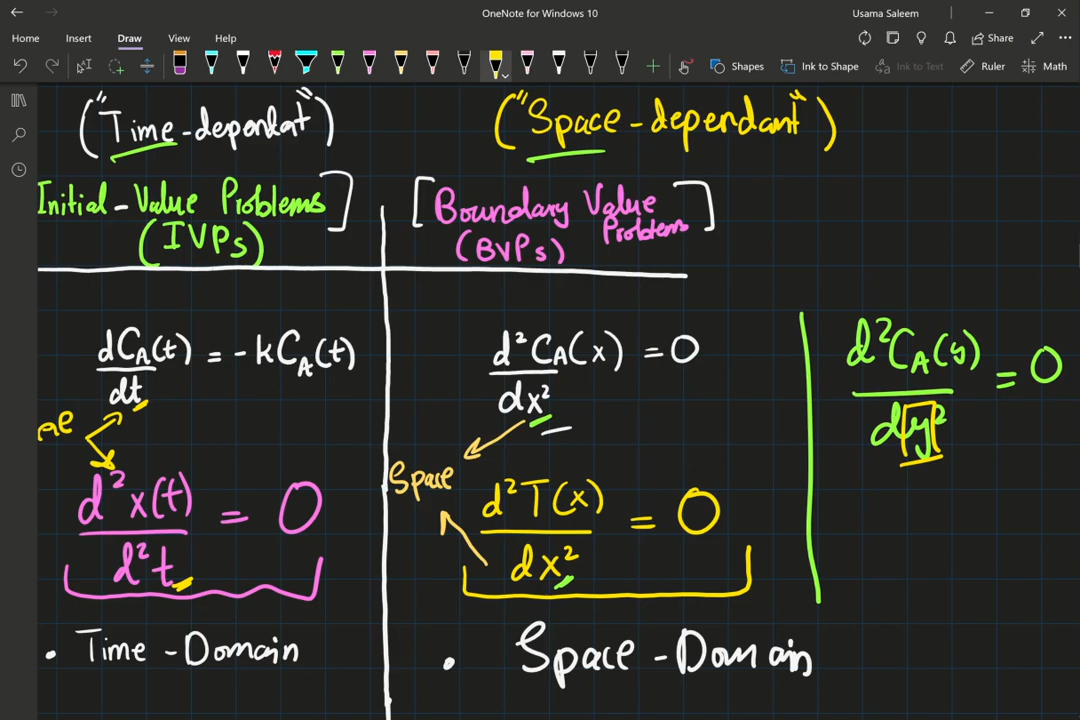 OneNote for Windows 10
Usama Saleem
Home Insert Draw View Help
Share
Shapes Ink to Shape Ink to Text Ruler Math
("Time-dependat")
("Space-dependant")
Initial-Value Problems]
(IVPs)
[Boundary Value Problems]
(BVPs)
dC_A(t)/dt = -kC_A(t)
d²C_A(x)/dx² = 0
d²C_A(y)/dy² = 0
Space
d²x(t)/d²t = 0
d²T(x)/dx² = 0
• Time-Domain
• Space-Domain